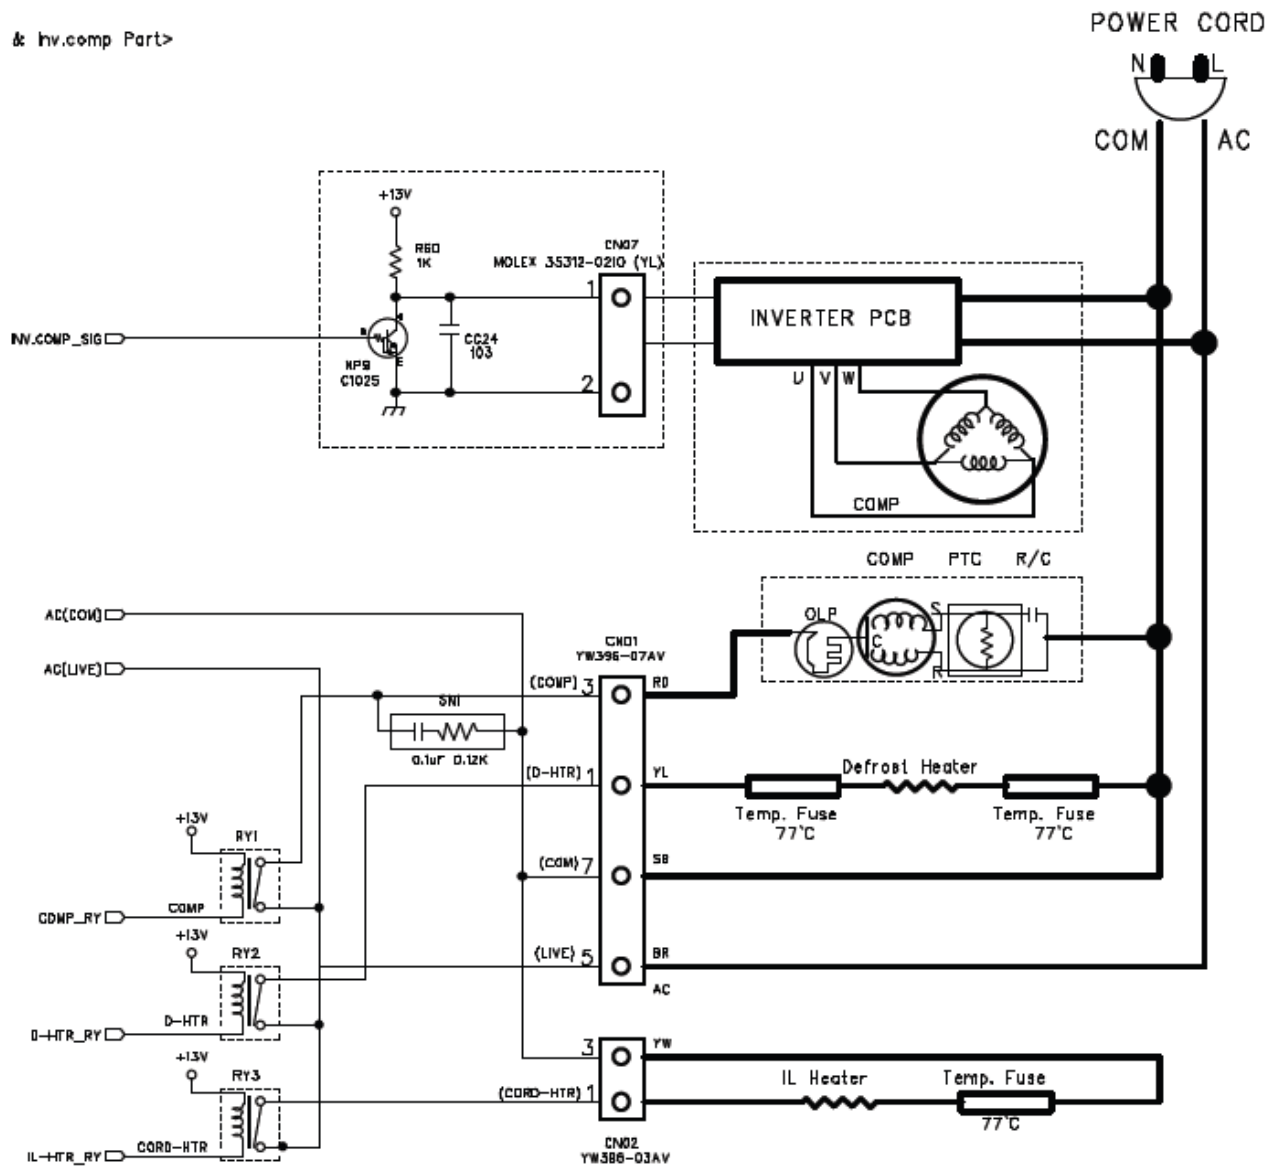 & Inv.comp Part>
POWER CORD
N L
COM AC
+13V
R60
1K
CN07
MOLEX 35312-0210 (YL)
1
INV.COMP_SIG
B
E
NP9
C1025
CC24
103
2
INVERTER PCB
U V W
COMP
COMP PTC R/C
OLP
C
S
R
AC(COM)
AC(LIVE)
CN01
YW396-07AV
(COMP) 3 RD
SN1
0.1uF 0.12K
(D-HTR) 1 YL
Defrost Heater
Temp. Fuse
77°C
Temp. Fuse
77°C
+13V
RY1
(COM) 7 SB
COMP_RY
COMP
+13V
RY2
(LIVE) 5 BR
AC
D-HTR_RY
D-HTR
+13V
RY3
3 YW
IL Heater
Temp. Fuse
77°C
(CORD-HTR) 1
IL-HTR_RY
CORD-HTR
CN02
YW396-03AV